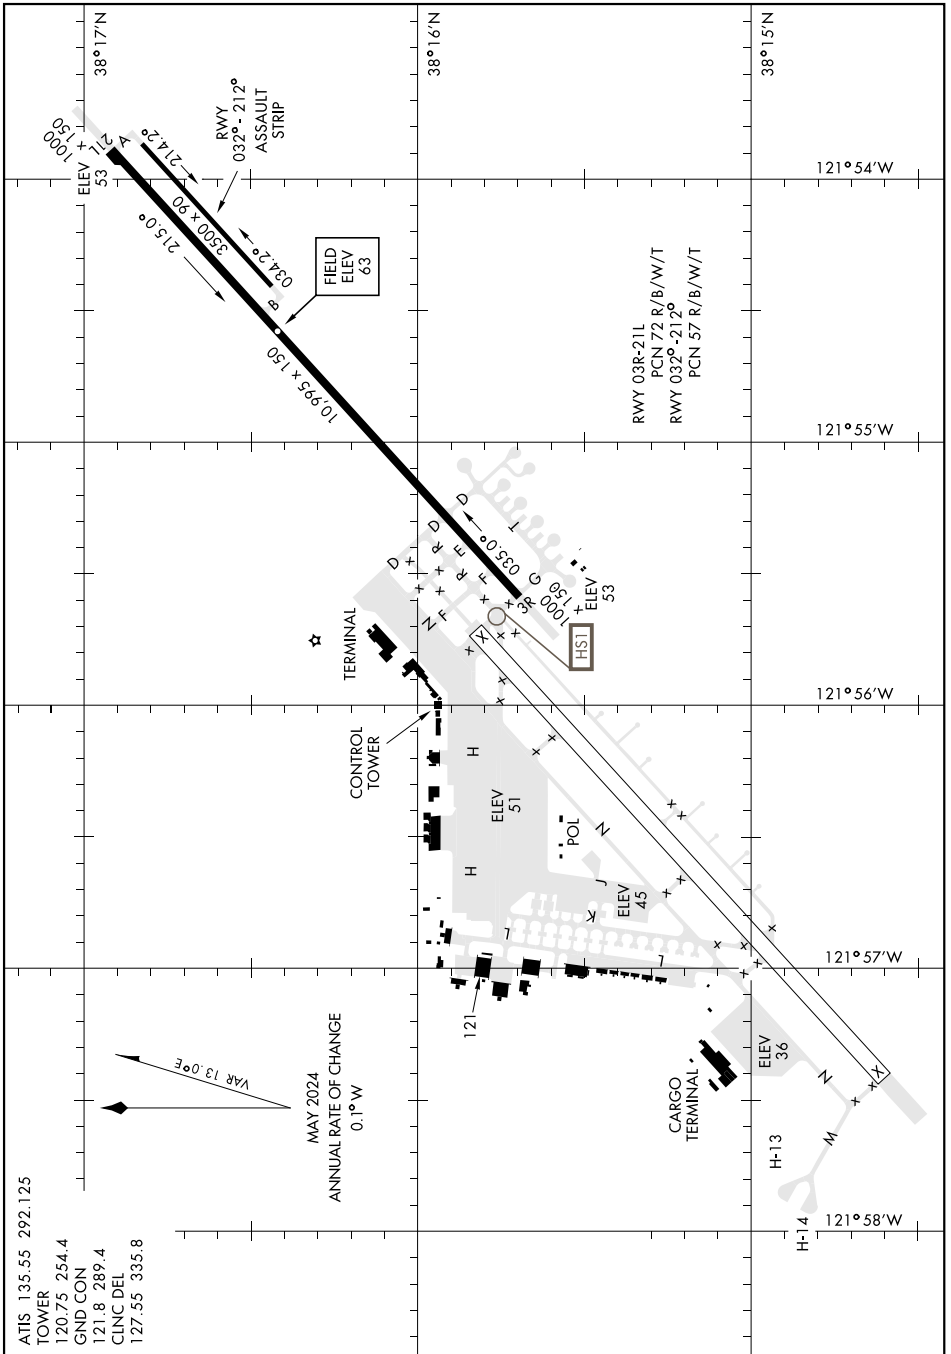 ATIS 135.55 292.125
TOWER
120.75 254.4
GND CON
121.8 289.4
CLNC DEL
127.55 335.8
VAR 13.0°E
MAY 2024
ANNUAL RATE OF CHANGE
0.1° W
38°17'N
38°16'N
38°15'N
121°54'W
121°55'W
121°56'W
121°57'W
121°58'W
1000 x 150
ELEV
53
21L
A
214.2°
RWY
032°-212°
ASSAULT
STRIP
215.0°
3500 x 90
034.2°
B
FIELD
ELEV
63
10,995 x 150
RWY 03R-21L
PCN 72 R/B/W/T
RWY 032°-212°
PCN 57 R/B/W/T
D
D
D
R
E
R
F
F
N
T
G
035.0°
3R
1000
x 150
ELEV
53
HS1
X
TERMINAL
CONTROL
TOWER
H
H
ELEV
51
POL
N
J
K
ELEV
45
L
L
121
CARGO
TERMINAL
ELEV
36
N
X
M
H-13
H-14